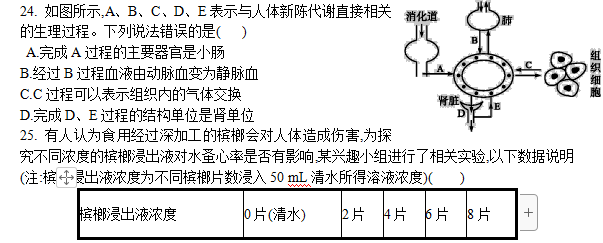 24. 如图所示,A、B、C、D、E表示与人体新陈代谢直接相关
的生理过程。下列说法错误的是( )
A.完成A过程的主要器官是小肠
B.经过B过程血液由动脉血变为静脉血
C.C过程可以表示组织内的气体交换
D.完成D、E过程的结构单位是肾单位
消化道
肺
B
A
C
组织细胞
肾脏
D
E
25. 有人认为食用经过深加工的槟榔会对人体造成伤害,为探
究不同浓度的槟榔浸出液对水蚤心率是否有影响,某兴趣小组进行了相关实验,以下数据说明
(注:槟 浸出液浓度为不同槟榔片数浸入50 mL清水所得溶液浓度)( )
槟榔浸出液浓度 0片(清水) 2片 4片 6片 8片